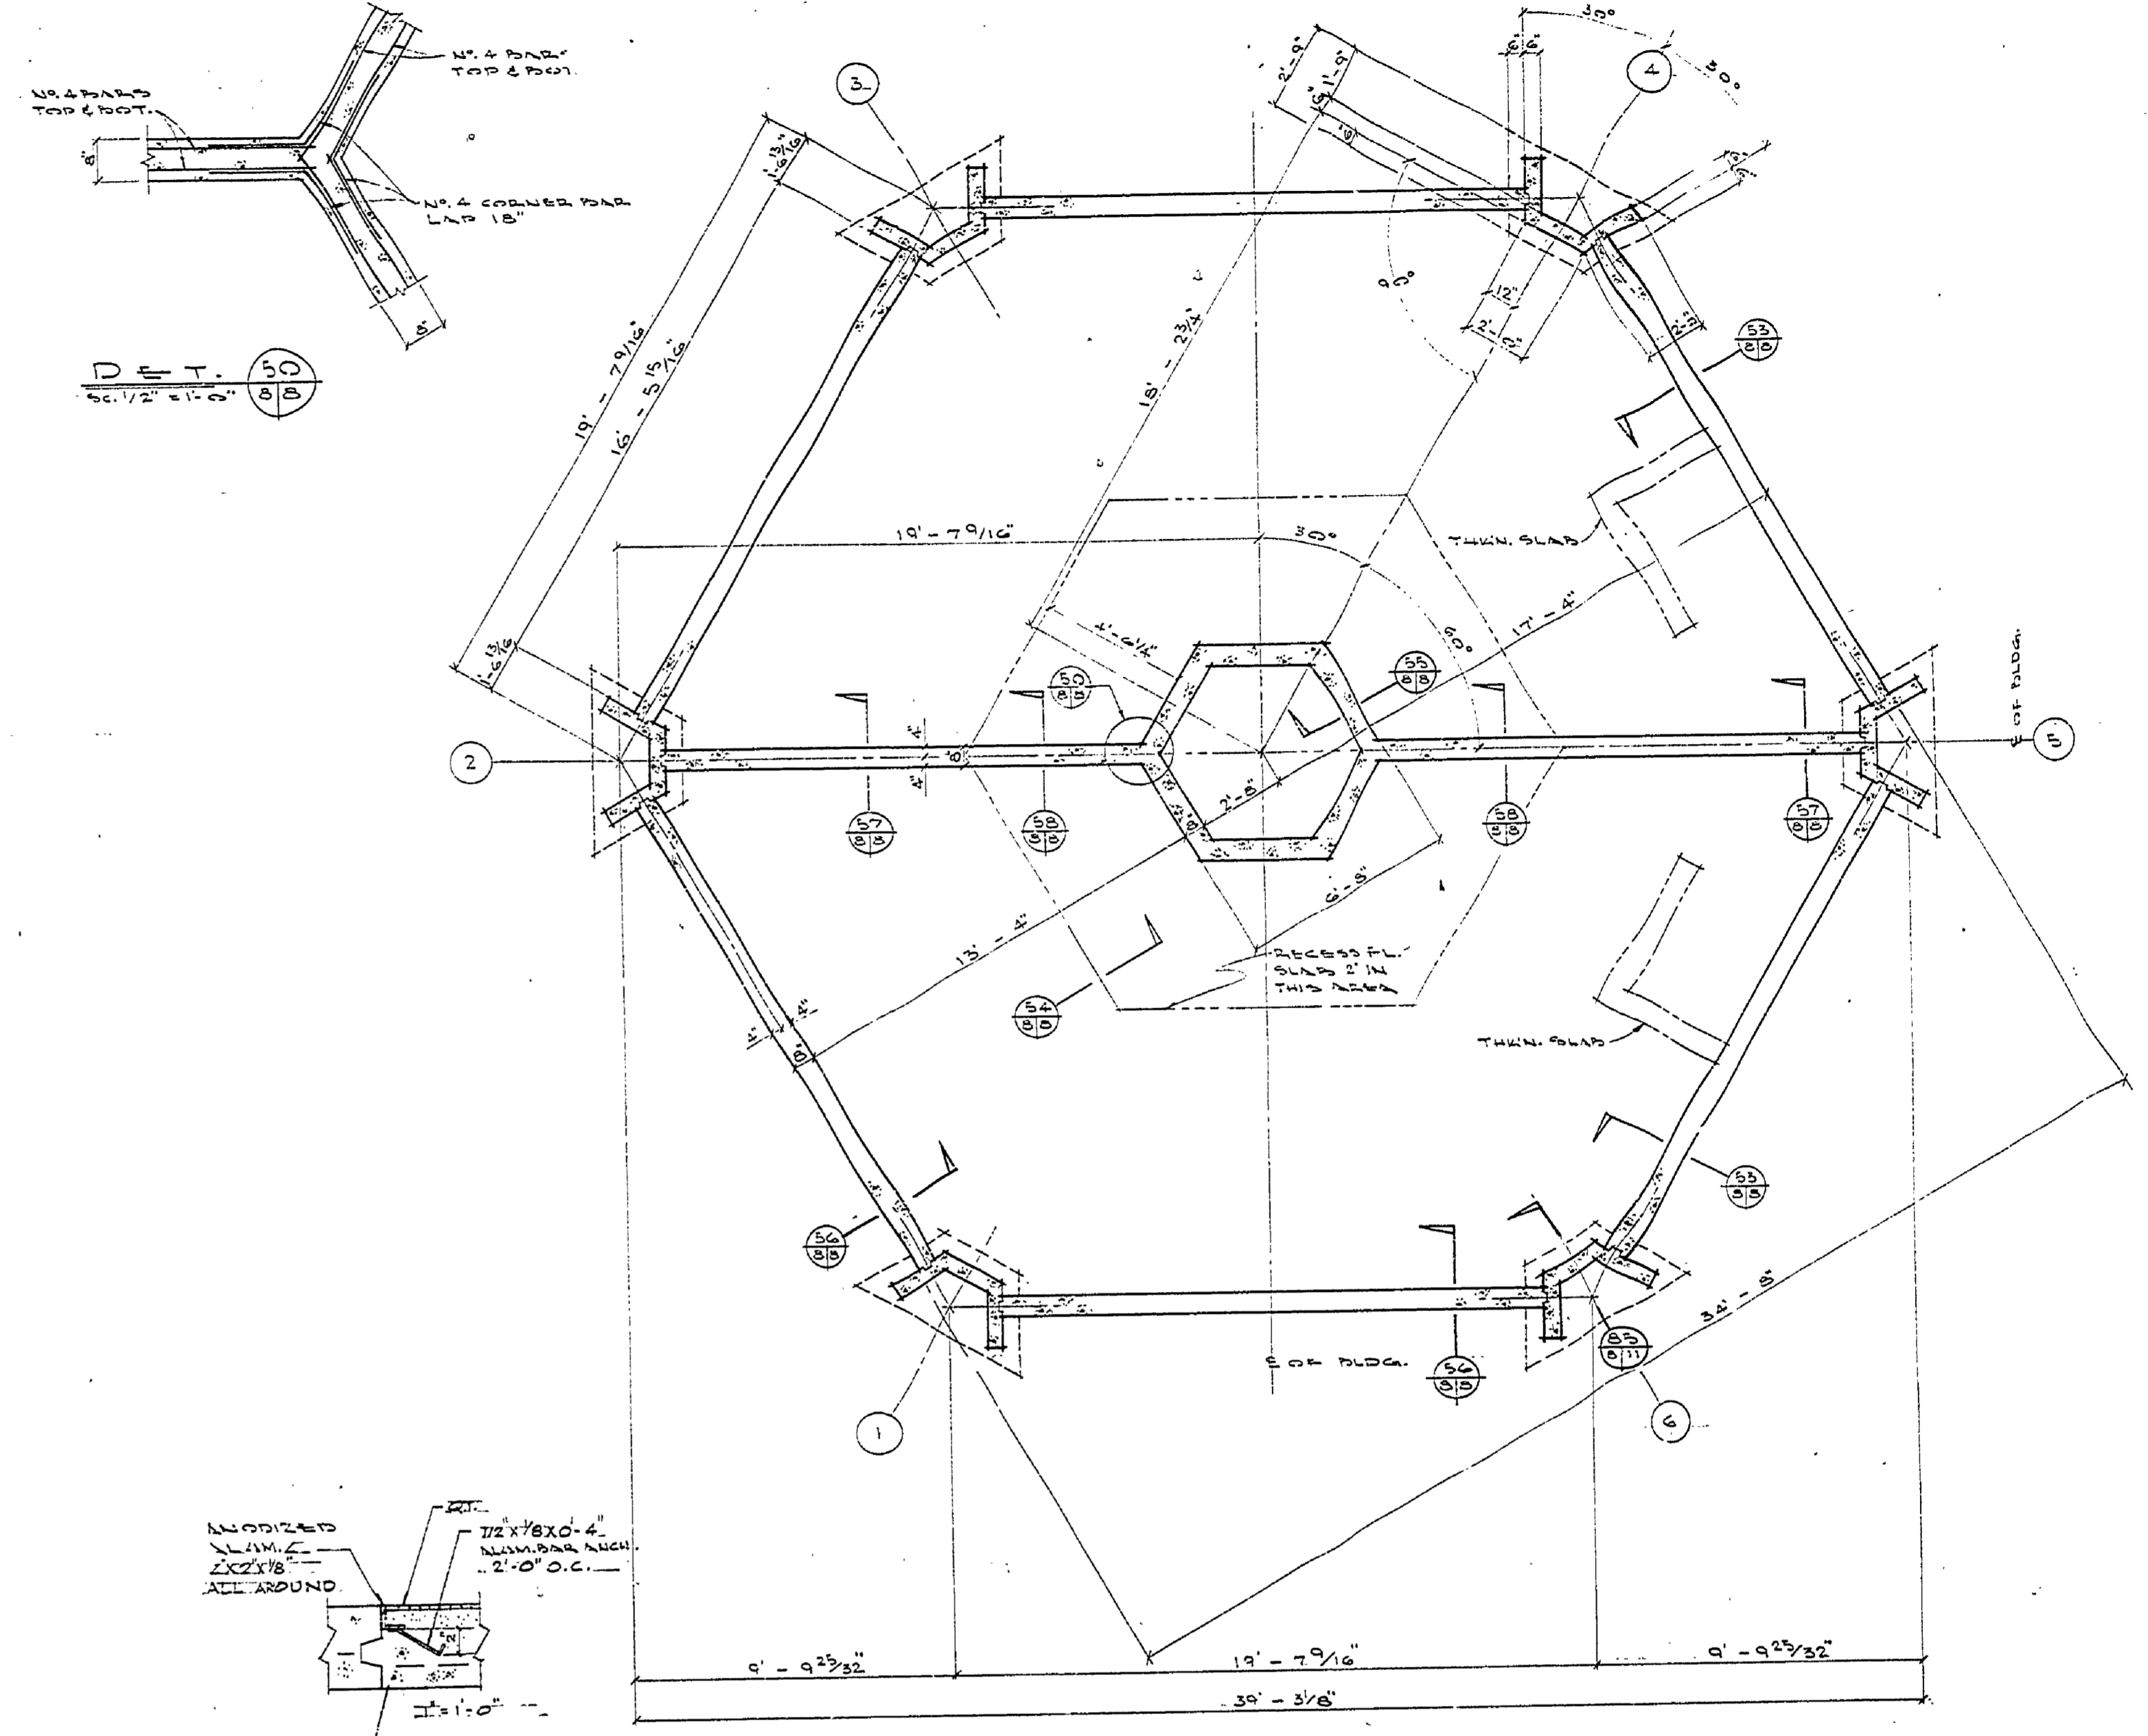 Nº. 4 BAR
TOP & BOT.
Nº. 4 BARS
TOP & BOT.
8"
Nº. 4 CORNER BAR
LAP 18"
8"
DET. 50
8 8
SC. 1/2" = 1'-0"
3
4
30°
30°
6" 6"
2'-9"
1'-9"
6"
6"
1'-6 13/16"
19' - 7 9/16"
16' - 5 15/16"
18' - 2 3/4"
90°
12"
2'-0"
53
8 8
THKN. SLAB
19' - 7 9/16"
30°
60°
17' - 4"
4'-6 1/4"
1'-6 13/16"
50
8 8
55
8 8
℄ OF BLDG.
2
5
4"
8"
4"
57
8 8
58
8 8
2'-8"
8"
58
8 8
57
8 8
6' - 8"
13' - 4"
RECESS FL.
SLAB 2" IN
THIS AREA
54
8 8
4"
4"
8"
THKN. SLAB
53
8 8
56
8 8
34' - 8"
℄ OF BLDG.
56
8 8
85
8 11
1
6
ANODIZED
ALUM. L
2"X2"X1/8"
ALL AROUND
Q.T.
1/2"X1/8X0'-4"
ALUM. BAR ANCH.
2'-0" O.C.
2"
1"=1'-0"
9' - 9 25/32"
19' - 7 9/16"
9' - 9 25/32"
39' - 3 1/8"